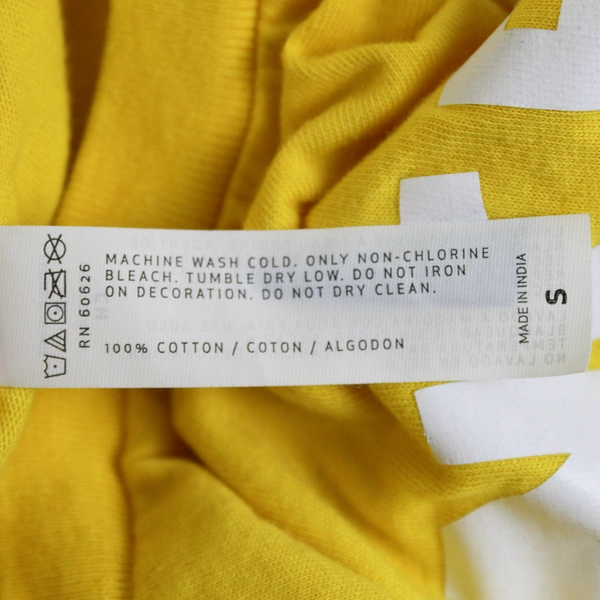 MACHINE WASH COLD. ONLY NON-CHLORINE
BLEACH. TUMBLE DRY LOW. DO NOT IRON
ON DECORATION. DO NOT DRY CLEAN.
100% COTTON / COTON / ALGODON
RN 60626
MADE IN INDIA
S